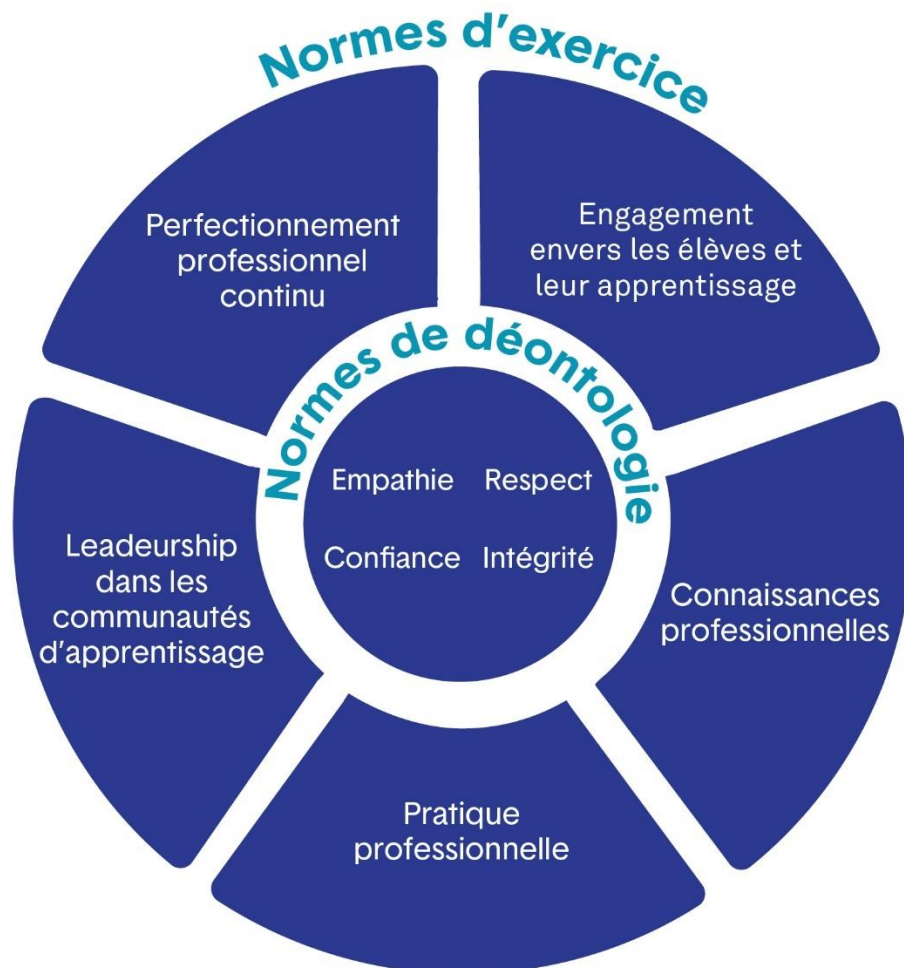 Normes d'exercice
Perfectionnement
professionnel
continu
Engagement
envers les élèves et
leur apprentissage
Normes de déontologie
Empathie Respect
Confiance Intégrité
Leadeurship
dans les
communautés
d'apprentissage
Connaissances
professionnelles
Pratique
professionnelle